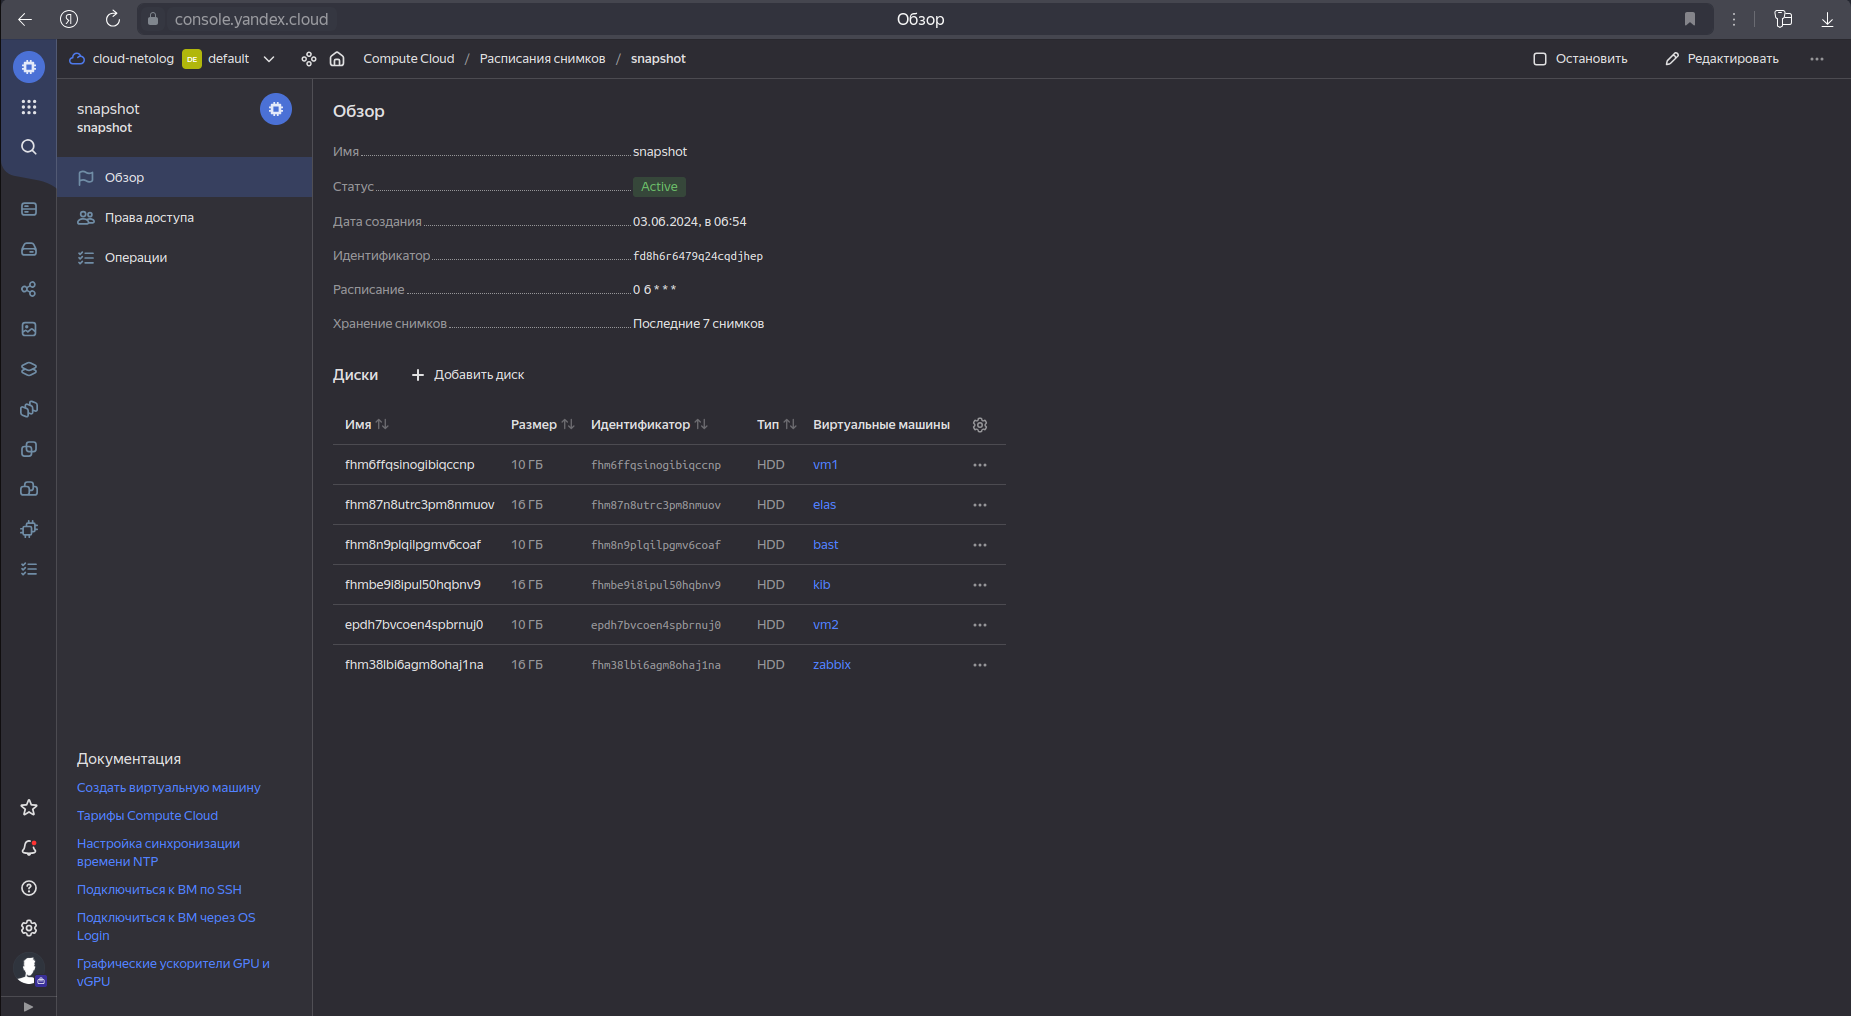 console.yandex.cloud
Обзор
cloud-netolog DE default
Compute Cloud / Расписания снимков / snapshot
Остановить
Редактировать
snapshot
snapshot
Обзор
Права доступа
Операции
Обзор
Имя snapshot
Статус Active
Дата создания 03.06.2024, в 06:54
Идентификатор fd8h6r6479q24cqdjhep
Расписание 0 6 * * *
Хранение снимков Последние 7 снимков
Диски + Добавить диск
Имя Размер Идентификатор Тип Виртуальные машины
fhm6ffqsinogibiqccnp 10 ГБ fhm6ffqsinogibiqccnp HDD vm1
fhm87n8utrc3pm8nmuov 16 ГБ fhm87n8utrc3pm8nmuov HDD elas
fhm8n9plqilpgmv6coaf 10 ГБ fhm8n9plqilpgmv6coaf HDD bast
fhmbe9i8ipul50hqbnv9 16 ГБ fhmbe9i8ipul50hqbnv9 HDD kib
epdh7bvcoen4spbrnuj0 10 ГБ epdh7bvcoen4spbrnuj0 HDD vm2
fhm38lbi6agm8ohaj1na 16 ГБ fhm38lbi6agm8ohaj1na HDD zabbix
Документация
Создать виртуальную машину
Тарифы Compute Cloud
Настройка синхронизации
времени NTP
Подключиться к ВМ по SSH
Подключиться к ВМ через OS
Login
Графические ускорители GPU и
vGPU